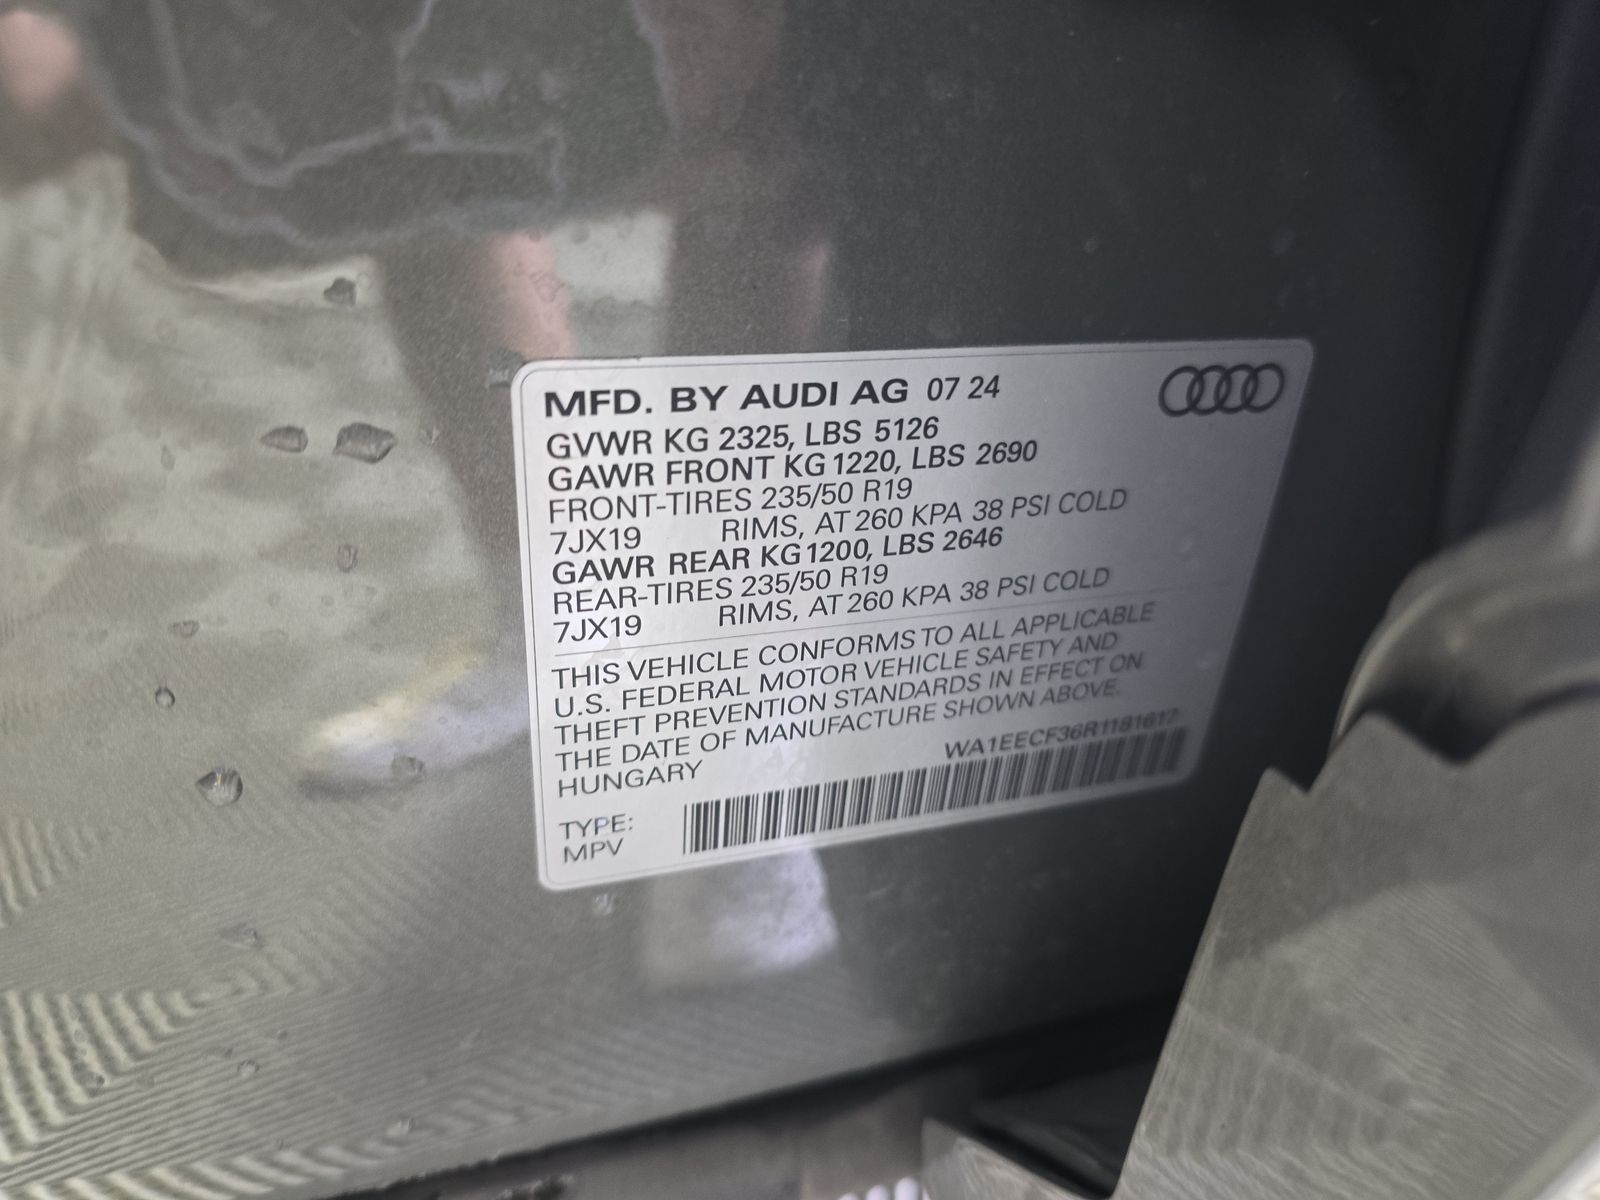 MFD. BY AUDI AG 07 24
GVWR KG 2325, LBS 5126
GAWR FRONT KG 1220, LBS 2690
FRONT-TIRES 235/50 R19
7JX19 RIMS, AT 260 KPA 38 PSI COLD
GAWR REAR KG 1200, LBS 2646
REAR-TIRES 235/50 R19
7JX19 RIMS, AT 260 KPA 38 PSI COLD
THIS VEHICLE CONFORMS TO ALL APPLICABLE
U.S. FEDERAL MOTOR VEHICLE SAFETY AND
THEFT PREVENTION STANDARDS IN EFFECT ON
THE DATE OF MANUFACTURE SHOWN ABOVE.
HUNGARY
WA1EECF36R1181617
TYPE:
MPV